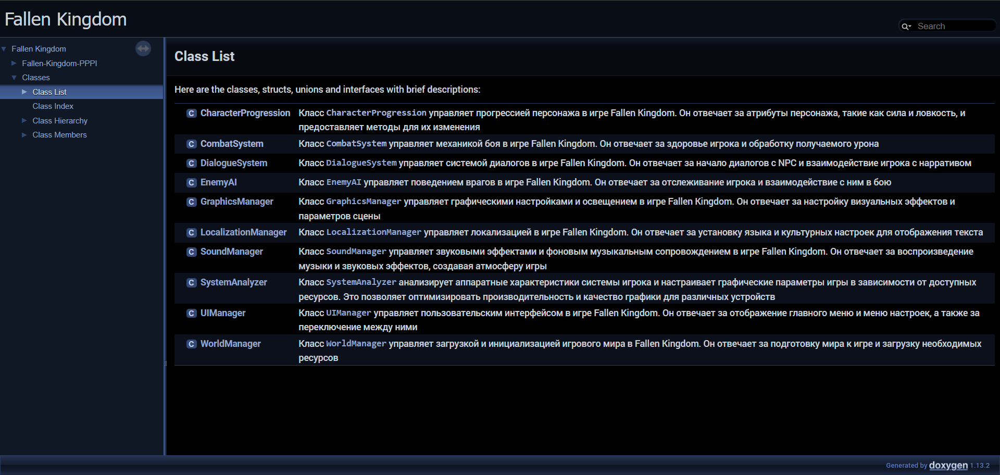 Fallen Kingdom
Search
Fallen Kingdom
Fallen-Kingdom-PPPI
Classes
Class List
Class Index
Class Hierarchy
Class Members
Class List
Here are the classes, structs, unions and interfaces with brief descriptions:
C CharacterProgression Класс CharacterProgression управляет прогрессией персонажа в игре Fallen Kingdom. Он отвечает за атрибуты персонажа, такие как сила и ловкость, и
предоставляет методы для их изменения
C CombatSystem Класс CombatSystem управляет механикой боя в игре Fallen Kingdom. Он отвечает за здоровье игрока и обработку получаемого урона
C DialogueSystem Класс DialogueSystem управляет системой диалогов в игре Fallen Kingdom. Он отвечает за начало диалогов с NPC и взаимодействие игрока с нарративом
C EnemyAI Класс EnemyAI управляет поведением врагов в игре Fallen Kingdom. Он отвечает за отслеживание игрока и взаимодействие с ним в бою
C GraphicsManager Класс GraphicsManager управляет графическими настройками и освещением в игре Fallen Kingdom. Он отвечает за настройку визуальных эффектов и
параметров сцены
C LocalizationManager Класс LocalizationManager управляет локализацией в игре Fallen Kingdom. Он отвечает за установку языка и культурных настроек для отображения текста
C SoundManager Класс SoundManager управляет звуковыми эффектами и фоновым музыкальным сопровождением в игре Fallen Kingdom. Он отвечает за воспроизведение
музыки и звуковых эффектов, создавая атмосферу игры
C SystemAnalyzer Класс SystemAnalyzer анализирует аппаратные характеристики системы игрока и настраивает графические параметры игры в зависимости от доступных
ресурсов. Это позволяет оптимизировать производительность и качество графики для различных устройств
C UIManager Класс UIManager управляет пользовательским интерфейсом в игре Fallen Kingdom. Он отвечает за отображение главного меню и меню настроек, а также за
переключение между ними
C WorldManager Класс WorldManager управляет загрузкой и инициализацией игрового мира в Fallen Kingdom. Он отвечает за подготовку мира к игре и загрузку необходимых
ресурсов
Generated by doxygen 1.13.2